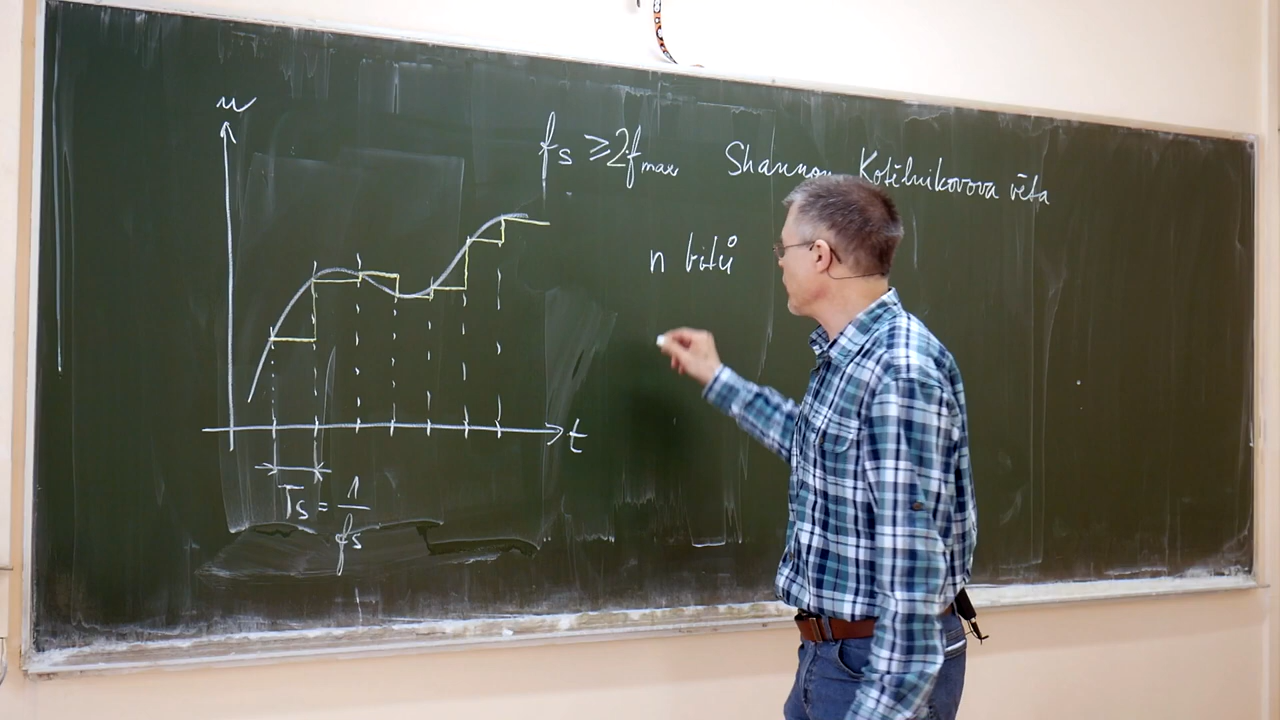 u
fs ≥ 2fmax Shannon Kotělnikovova věta
n bitů
t
Ts = 1/fs